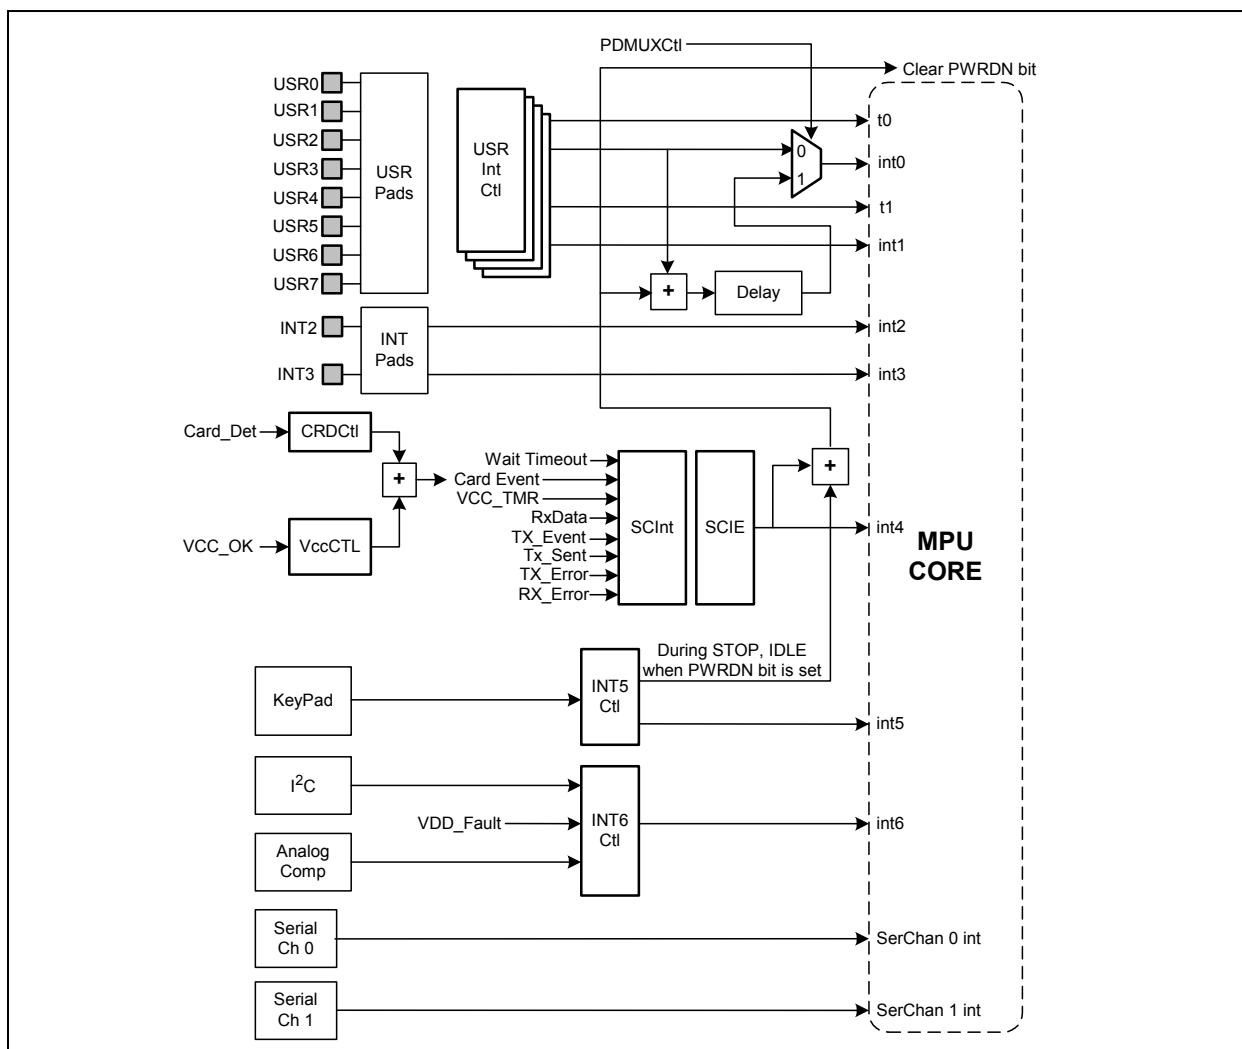 PDMUXCtl
Clear PWRDN bit
USR0
USR1
USR2
USR3
USR4
USR5
USR6
USR7
USR
Pads
USR
Int
Ctl
0
1
t0
int0
t1
int1
+
Delay
INT2
INT3
INT
Pads
int2
int3
Card_Det
CRDCtl
+
VCC_OK
VccCTL
Wait Timeout
Card Event
VCC_TMR
RxData
TX_Event
Tx_Sent
TX_Error
RX_Error
SCInt
SCIE
+
int4
MPU
CORE
During STOP, IDLE
when PWRDN bit is set
KeyPad
INT5
Ctl
int5
I2C
VDD_Fault
Analog
Comp
INT6
Ctl
int6
Serial
Ch 0
SerChan 0 int
Serial
Ch 1
SerChan 1 int